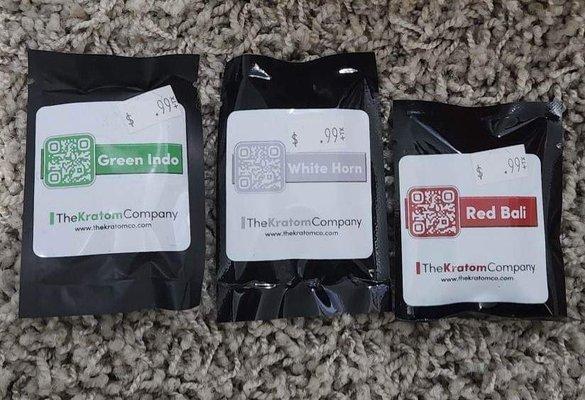 $ .99¢
Green Indo
TheKratomCompany
www.thekratomco.com
$ .99¢
White Horn
TheKratomCompany
www.thekratomco.com
$ .99¢
Red Bali
TheKratomCompany
www.thekratomco.com